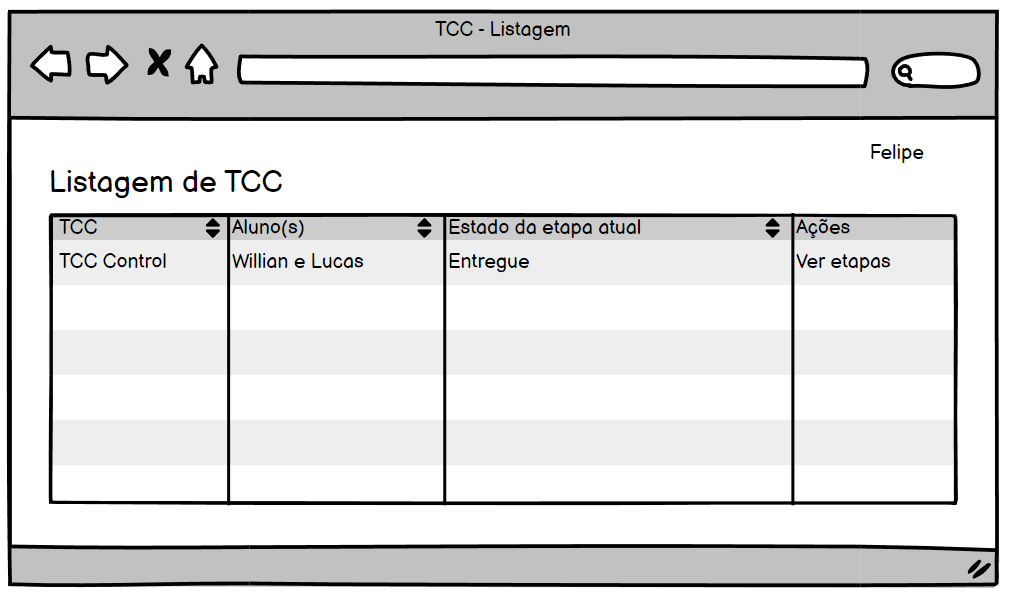 TCC - Listagem
Felipe
Listagem de TCC
TCC Aluno(s) Estado da etapa atual Ações
TCC Control Willian e Lucas Entregue Ver etapas